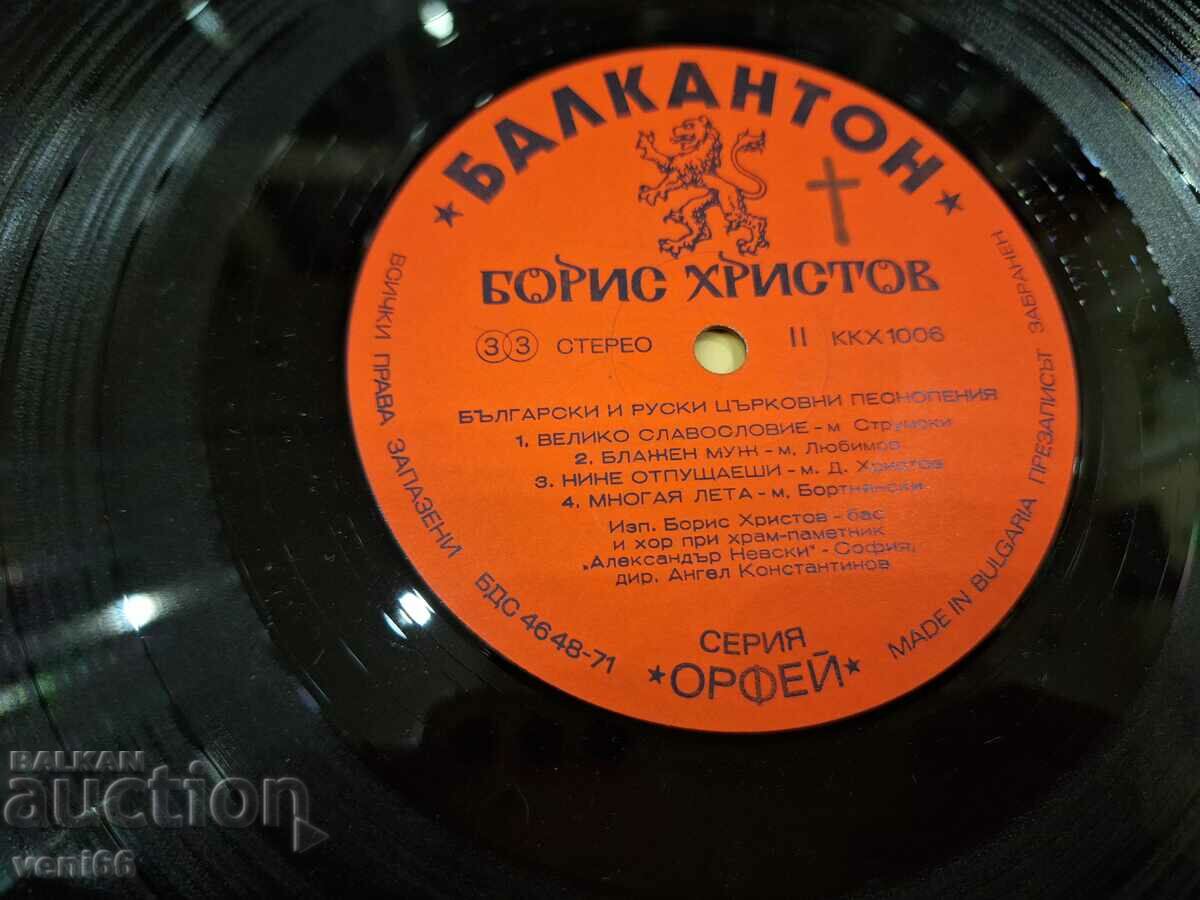 ★ БАЛКАНТОН ★
БОРИС ХРИСТОВ
33 СТЕРЕО II ККХ 1006
БЪЛГАРСКИ И РУСКИ ЦЪРКОВНИ ПЕСНОПЕНИЯ
1. ВЕЛИКО СЛАВОСЛОВИЕ – м. Струмски
2. БЛАЖЕН МУЖ – м. Любимов
3. НИНЕ ОТПУЩАЕШИ – м. Д. Христов
4. МНОГАЯ ЛЕТА – м. Бортнянски
Изп. Борис Христов – бас
и хор при храм-паметник
„Александър Невски" – София,
дир. Ангел Константинов
СЕРИЯ
★ОРФЕЙ★
ВСИЧКИ ПРАВА ЗАПАЗЕНИ БДС 4648-71
MADE IN BULGARIA ПРЕЗАПИСЪТ ЗАБРАНЕН
BALKAN
auction
veni66